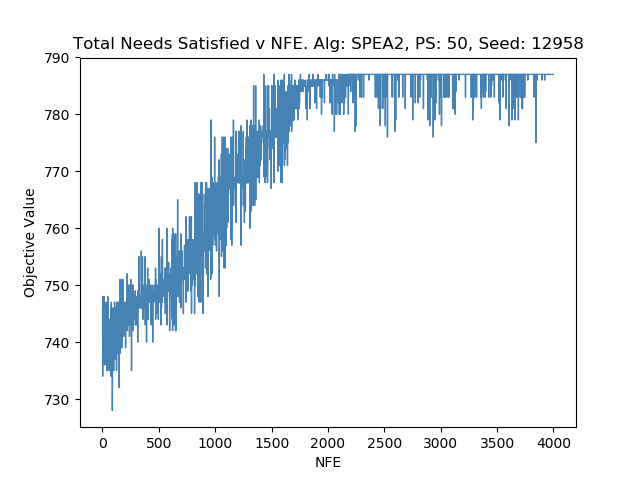 Total Needs Satisfied v NFE. Alg: SPEA2, PS: 50, Seed: 12958
790
780
770
760
750
740
730
Objective Value
0 500 1000 1500 2000 2500 3000 3500 4000
NFE